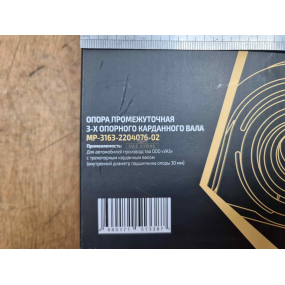 ОПОРА ПРОМЕЖУТОЧНАЯ
3-Х ОПОРНОГО КАРДАННОГО ВАЛА
МР-3163-2204076-02
Применяемость:
Для автомобилей производства ООО «УАЗ»
с трехопорным карданным валом
(внутренний диаметр подшипника опоры 30 мм)